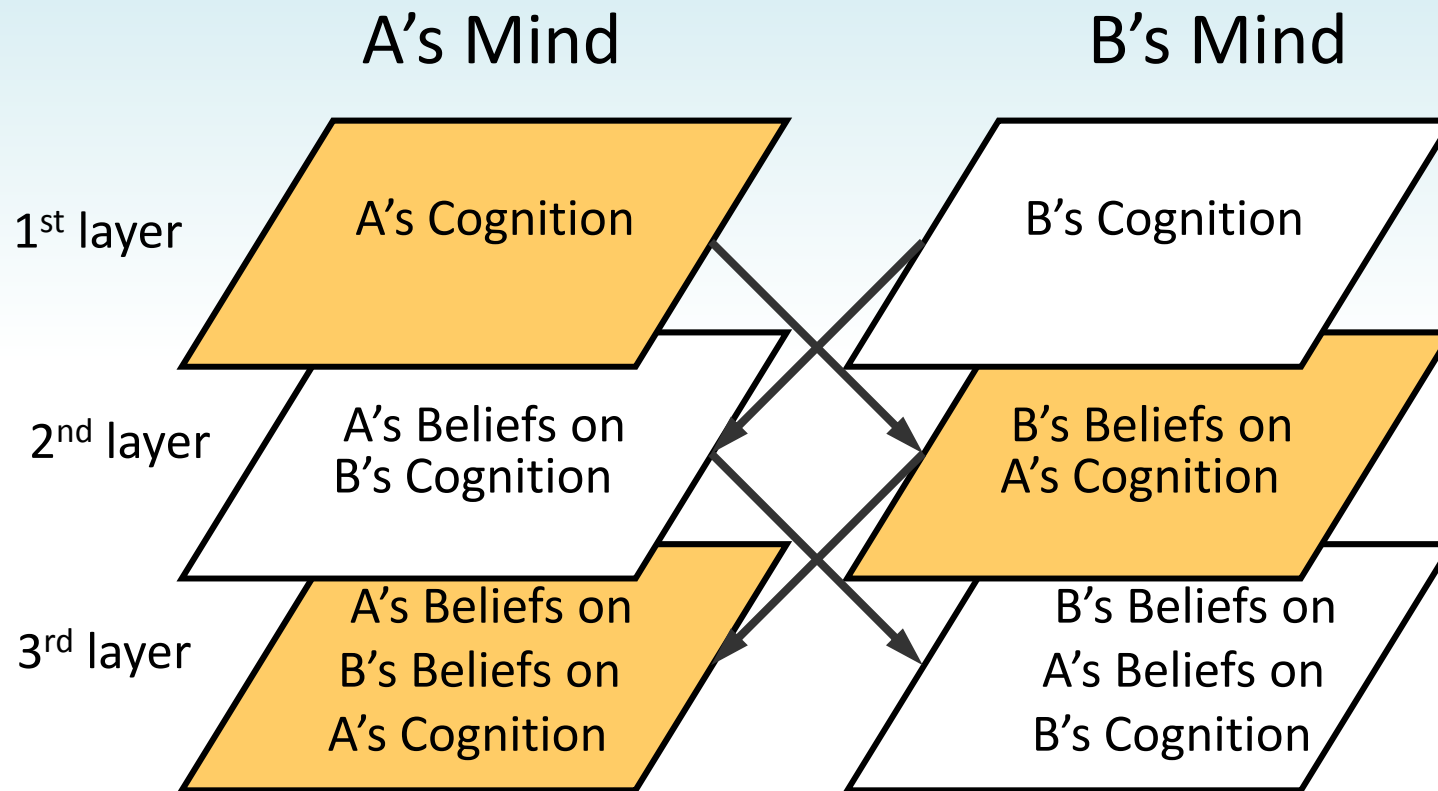 A’s Mind
B’s Mind
1st layer
A’s Cognition
B’s Cognition
2nd layer
A’s Beliefs on
B’s Cognition
B’s Beliefs on
A’s Cognition
3rd layer
A’s Beliefs on
B’s Beliefs on
A’s Cognition
B’s Beliefs on
A’s Beliefs on
B’s Cognition